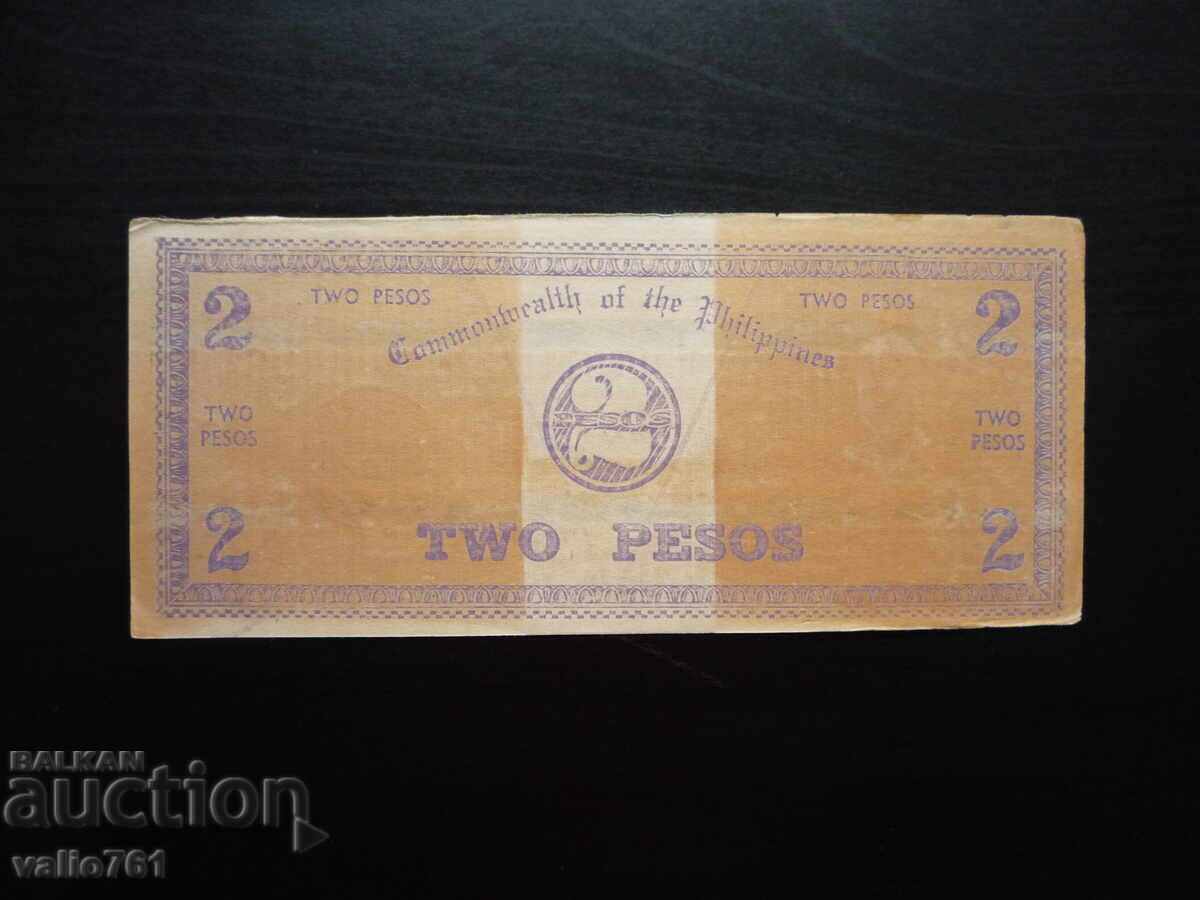 2 TWO PESOS Commonwealth of the Philippines TWO PESOS 2
TWO PESOS
2
TWO PESOS
2 TWO PESOS 2
BALKAN
auction
valio761